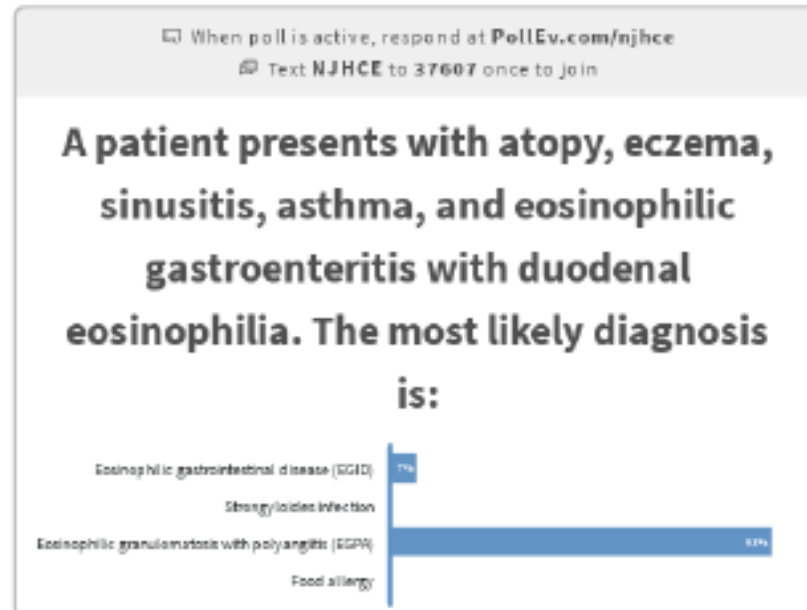 When poll is active, respond at PollEv.com/njhce
Text NJHCE to 37607 once to join
A patient presents with atopy, eczema,
sinusitis, asthma, and eosinophilic
gastroenteritis with duodenal
eosinophilia. The most likely diagnosis
is:
Eosinophilic gastrointestinal disease (EGID)
7%
Strongyloides infection
Eosinophilic granulomatosis with polyangiitis (EGPA)
93%
Food allergy